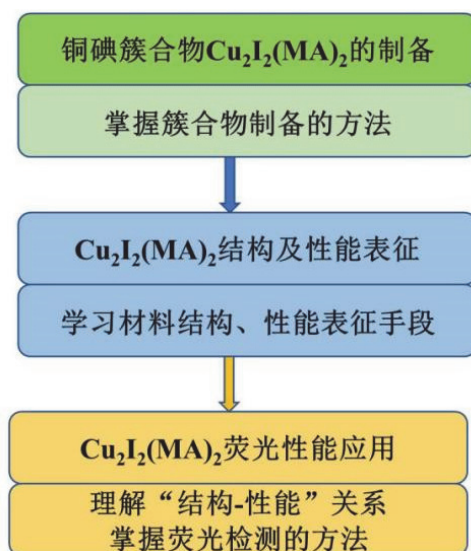 铜碘簇合物Cu₂I₂(MA)₂的制备
掌握簇合物制备的方法
Cu₂I₂(MA)₂结构及性能表征
学习材料结构、性能表征手段
Cu₂I₂(MA)₂荧光性能应用
理解“结构-性能”关系
掌握荧光检测的方法